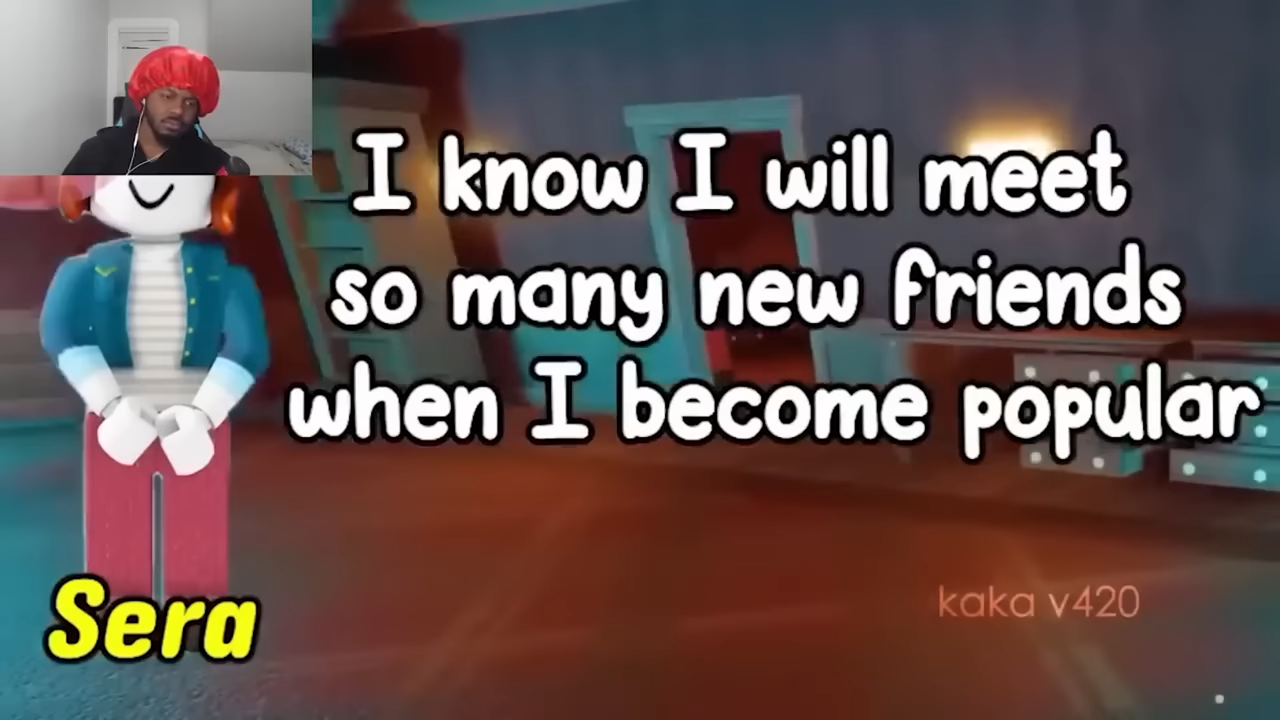 I know I will meet
so many new friends
when I become popular
kaka v420
Sera